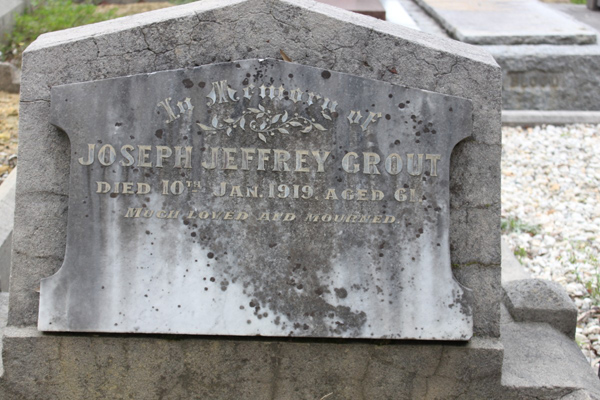 In Memory of
JOSEPH JEFFREY GROUT
DIED 10TH JAN. 1919, AGED 61.
MUCH LOVED AND MOURNED.